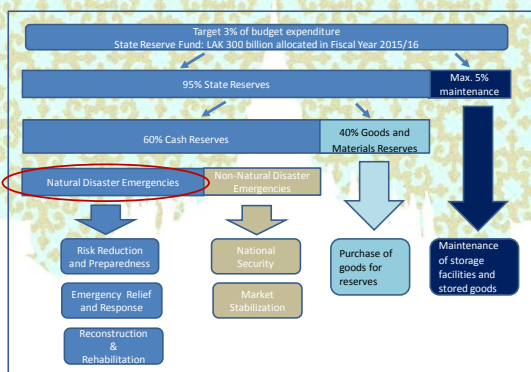 Target 3% of budget expenditure
State Reserve Fund: LAK 300 billion allocated in Fiscal Year 2015/16
95% State Reserves
Max. 5%
maintenance
60% Cash Reserves
40% Goods and
Materials Reserves
Natural Disaster Emergencies
Non-Natural Disaster
Emergencies
Risk Reduction
and Preparedness
National
Security
Purchase of
goods for
reserves
Maintenance
of storage
facilities and
stored goods
Emergency Relief
and Response
Market
Stabilization
Reconstruction
&
Rehabilitation